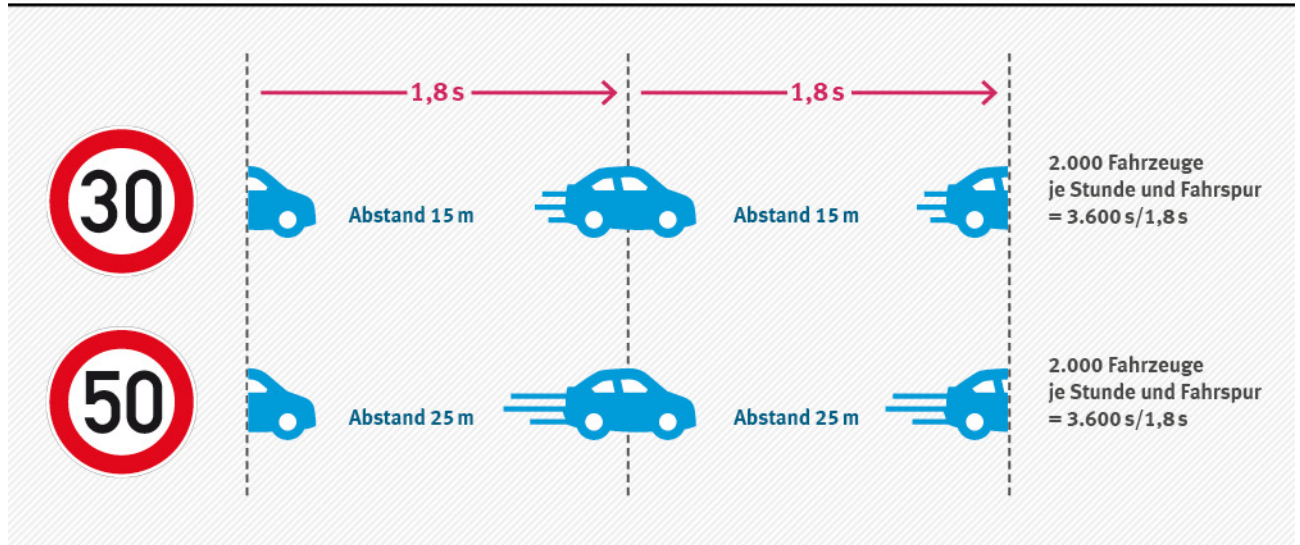 1,8 s
1,8 s
30
Abstand 15 m
Abstand 15 m
2.000 Fahrzeuge
je Stunde und Fahrspur
= 3.600 s/1,8 s
50
Abstand 25 m
Abstand 25 m
2.000 Fahrzeuge
je Stunde und Fahrspur
= 3.600 s/1,8 s